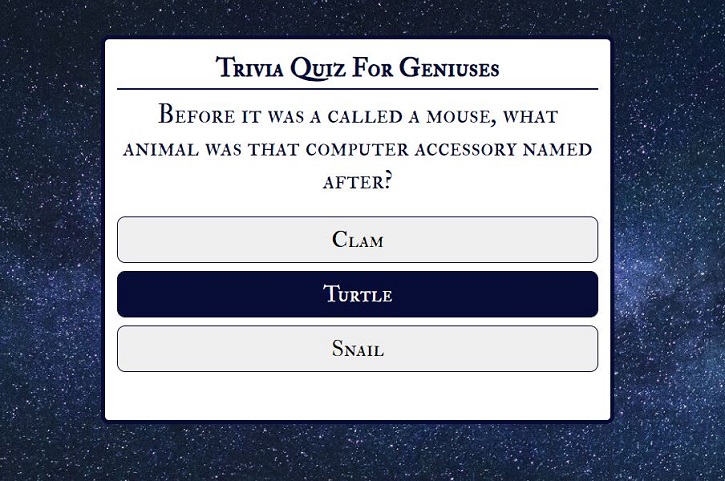 Trivia Quiz For Geniuses
Before it was a called a mouse, what
animal was that computer accessory named
after?
Clam
Turtle
Snail